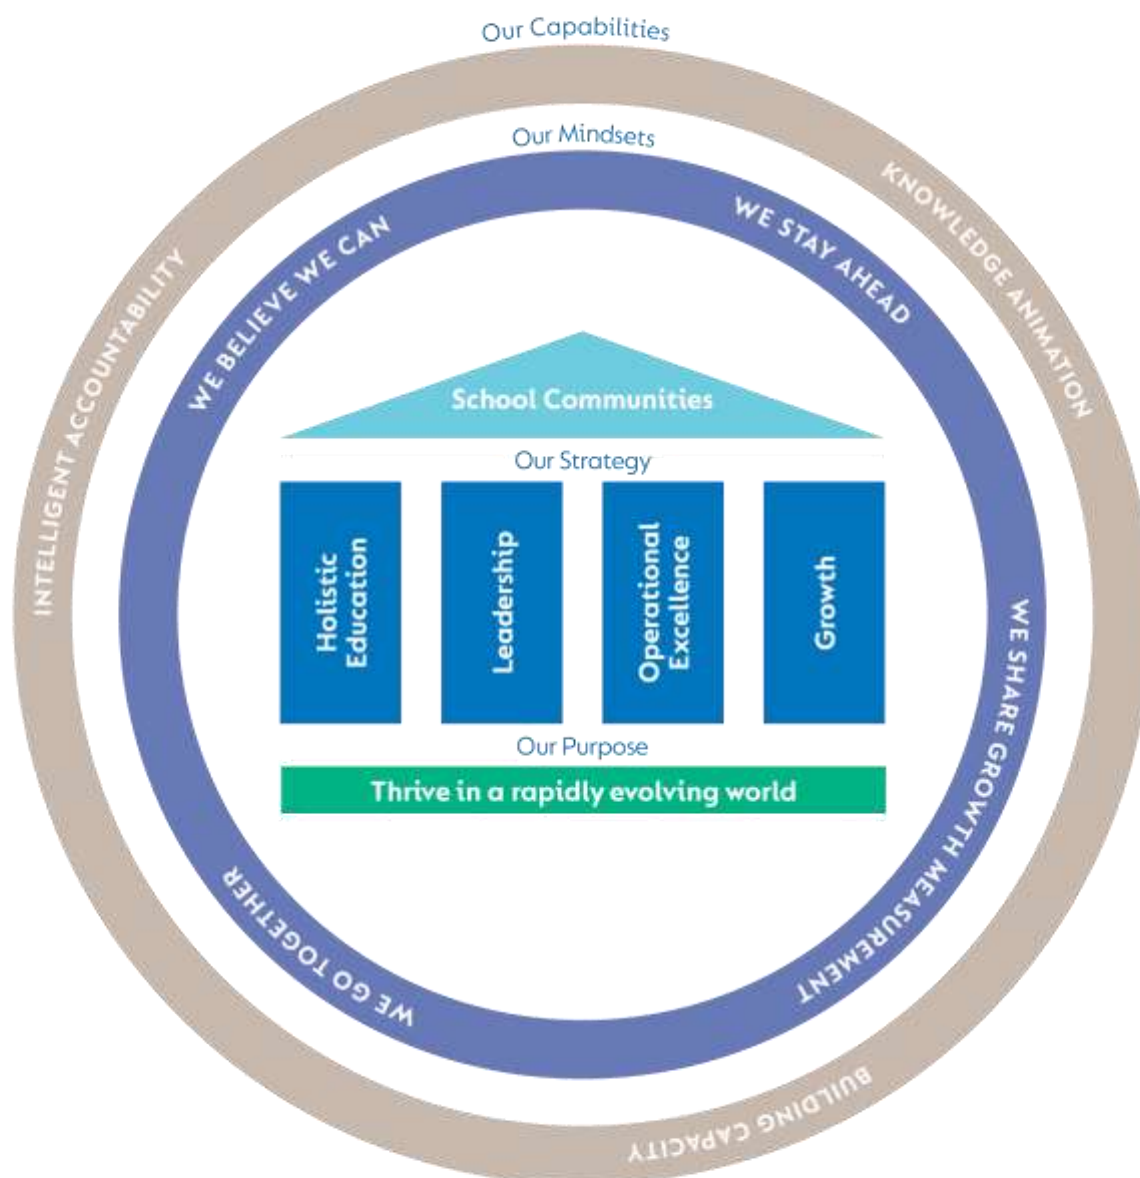 Our Capabilities
Our Mindsets
KNOWLEDGE ANIMATION
INTELLIGENT ACCOUNTABILITY
BUILDING CAPACITY
WE BELIEVE WE CAN
WE STAY AHEAD
WE SHARE GROWTH MEASUREMENT
WE GO TOGETHER
School Communities
Our Strategy
Holistic
Education
Leadership
Operational
Excellence
Growth
Our Purpose
Thrive in a rapidly evolving world